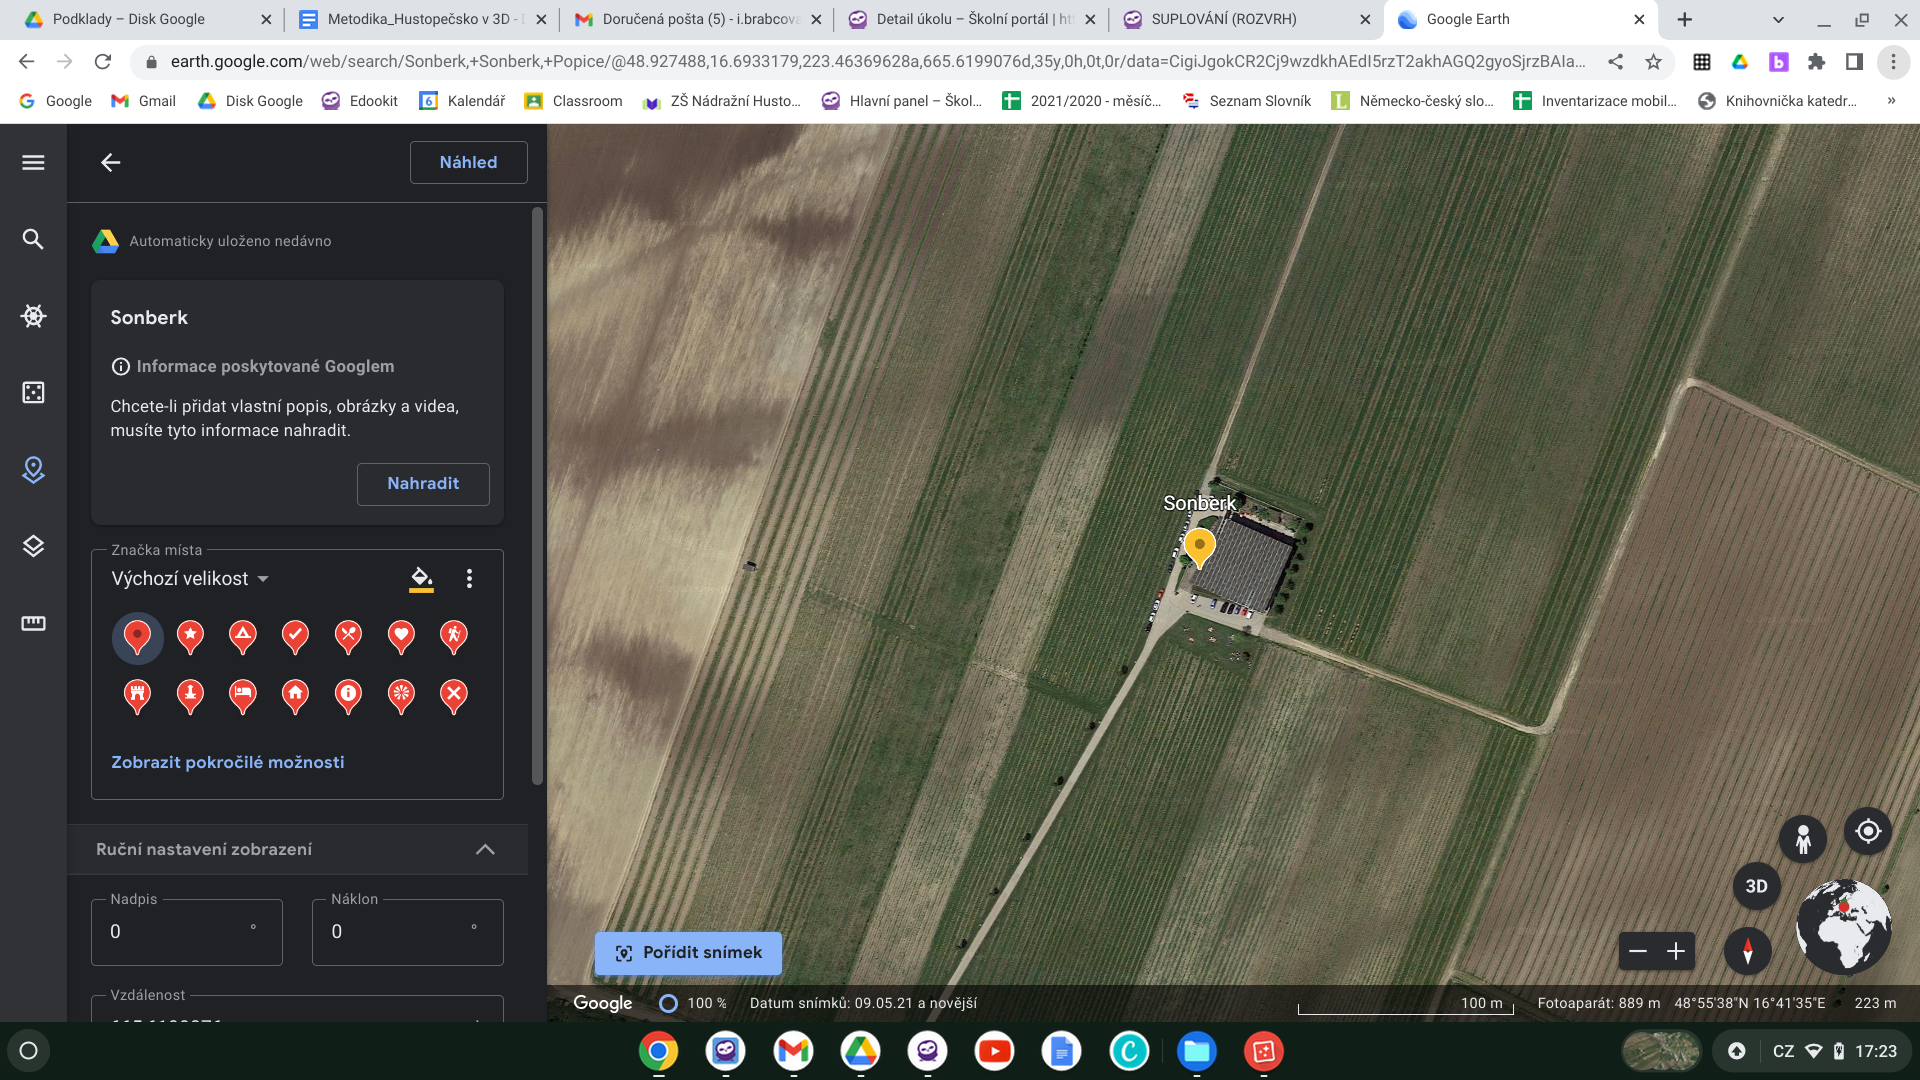 Podklady – Disk Google
Metodika_Hustopečsko v 3D -
Doručená pošta (5) - i.brabcova
Detail úkolu – Školní portál |
SUPLOVÁNÍ (ROZVRH)
Google Earth
earth.google.com/web/search/Sonberk,+Sonberk,+Popice/@48.927488,16.6933179,223.46369628a,665.6199076d,35y,0h,0t,0r/data=CigiJgokCR2Cj9wzdkhAEdI5rzT2akhAGQ2gyoSjrzBAIa...
Google
Gmail
Disk Google
Edookit
Kalendář
Classroom
ZŠ Nádražní Husto...
Hlavní panel – Škol...
2021/2020 - měsíč...
Seznam Slovník
Německo-český slo...
Inventarizace mobil...
Knihovnička katedr...
»
Náhled
Automaticky uloženo nedávno
Sonberk
Informace poskytované Googlem
Chcete-li přidat vlastní popis, obrázky a videa,
musíte tyto informace nahradit.
Nahradit
Značka místa
Výchozí velikost
Zobrazit pokročilé možnosti
Ruční nastavení zobrazení
Nadpis
0 °
Náklon
0 °
Vzdálenost
Sonberk
Pořídit snímek
3D
Google
100 %
Datum snímků: 09.05.21 a novější
100 m
Fotoaparát: 889 m
48°55'38"N 16°41'35"E
223 m
CZ
17:23